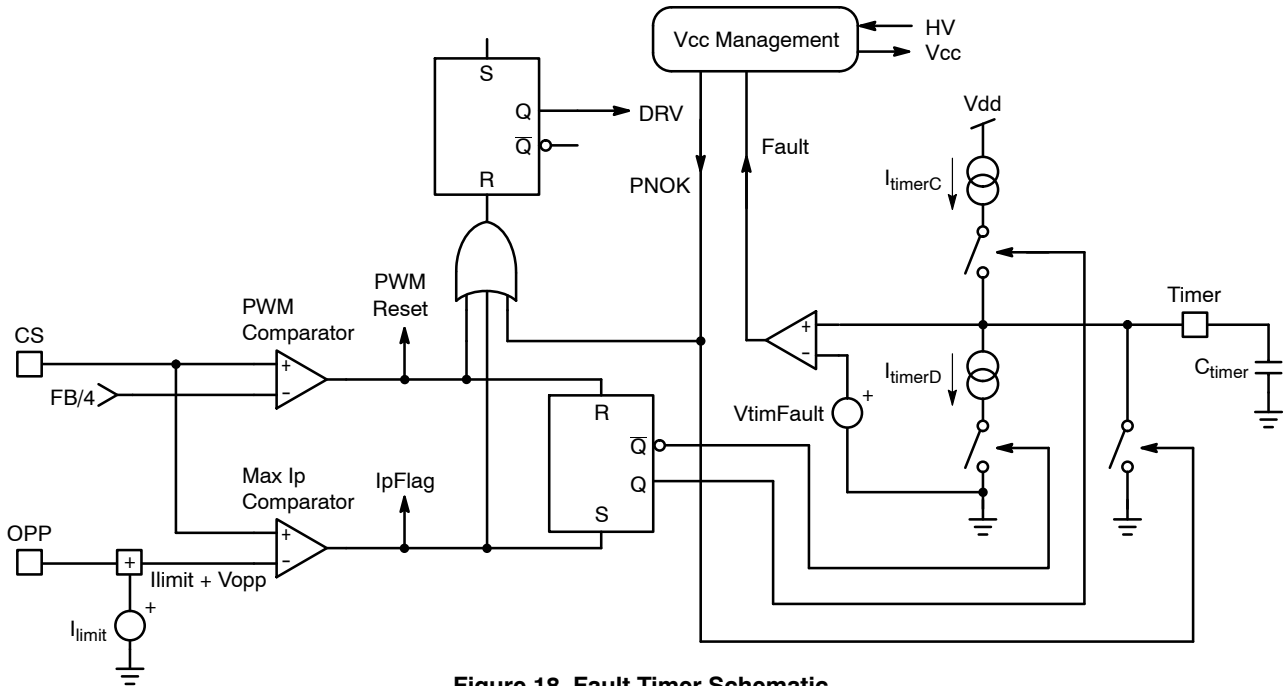 Vcc Management
HV
Vcc
S
Q
DRV
Q
R
PNOK
Fault
Vdd
ItimerC
PWM
Reset
PWM
Comparator
CS
+
-
FB/4
Timer
+
-
ItimerD
Ctimer
VtimFault
+
R
Q
Q
S
Max Ip
Comparator
IpFlag
OPP
+
+
-
Ilimit + Vopp
+
Ilimit
Figure 18. Fault Timer Schematic